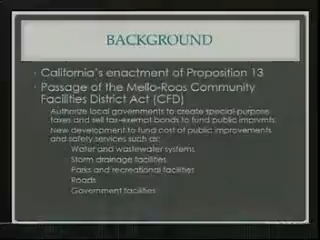 BACKGROUND
California's enactment of Proposition 13
Passage of the Mello-Roos Community
Facilities District Act (CFD)
Authorize local governments to create special-purpose
taxes and sell tax-exempt bonds to fund public imprvmts
New development to fund cost of public improvements
and safety services such as:
Water and wastewater systems
Storm drainage facilities
Parks and recreational facilities
Roads
Government facilities